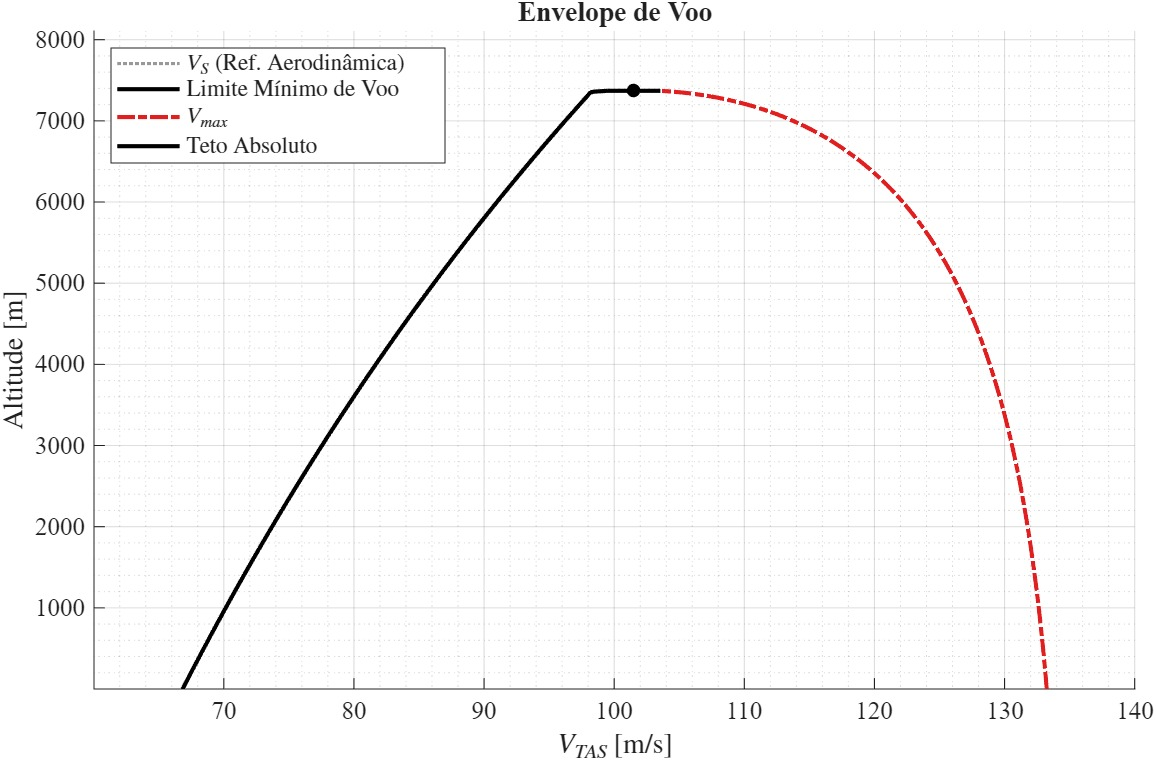 Envelope de Voo
8000
7000
6000
5000
4000
3000
2000
1000
V_S (Ref. Aerodinâmica)
Limite Mínimo de Voo
V_max
Teto Absoluto
Altitude [m]
70 80 90 100 110 120 130 140
V_TAS [m/s]